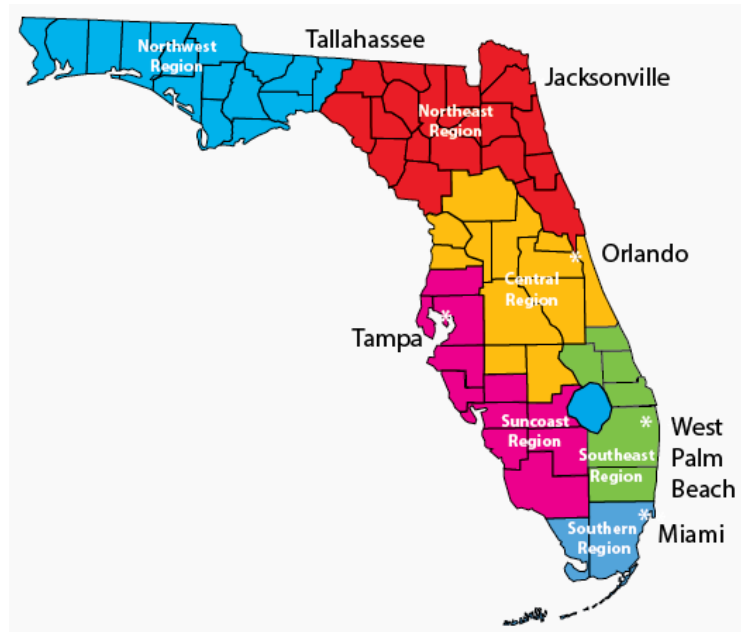 Tallahassee
Northwest
Region
Jacksonville
Northeast
Region
Orlando
*
Central
Region
*
Tampa
Suncoast
Region
*
West
Palm
Beach
Southeast
Region
*
Miami
Southern
Region